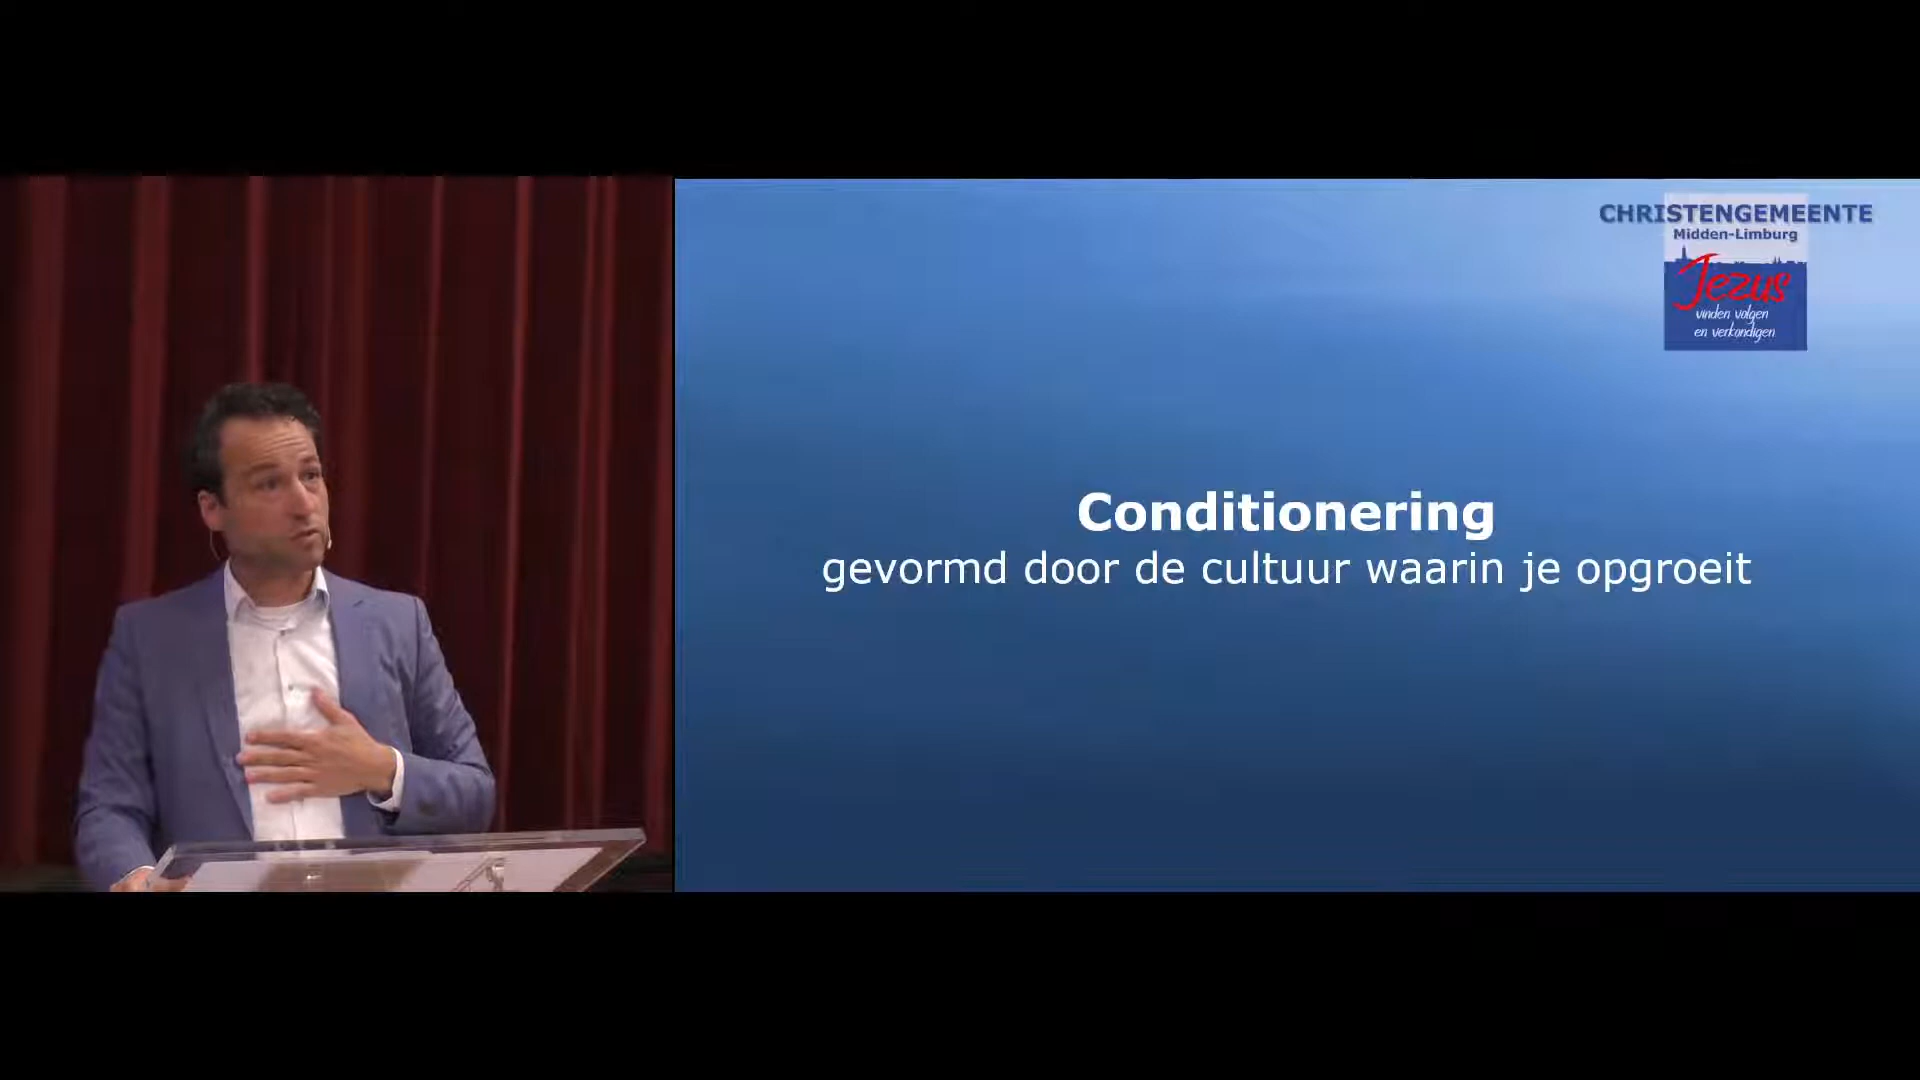 CHRISTENGEMEENTE
Midden-Limburg
Jezus
vinden volgen
en verkondigen
Conditionering
gevormd door de cultuur waarin je opgroeit